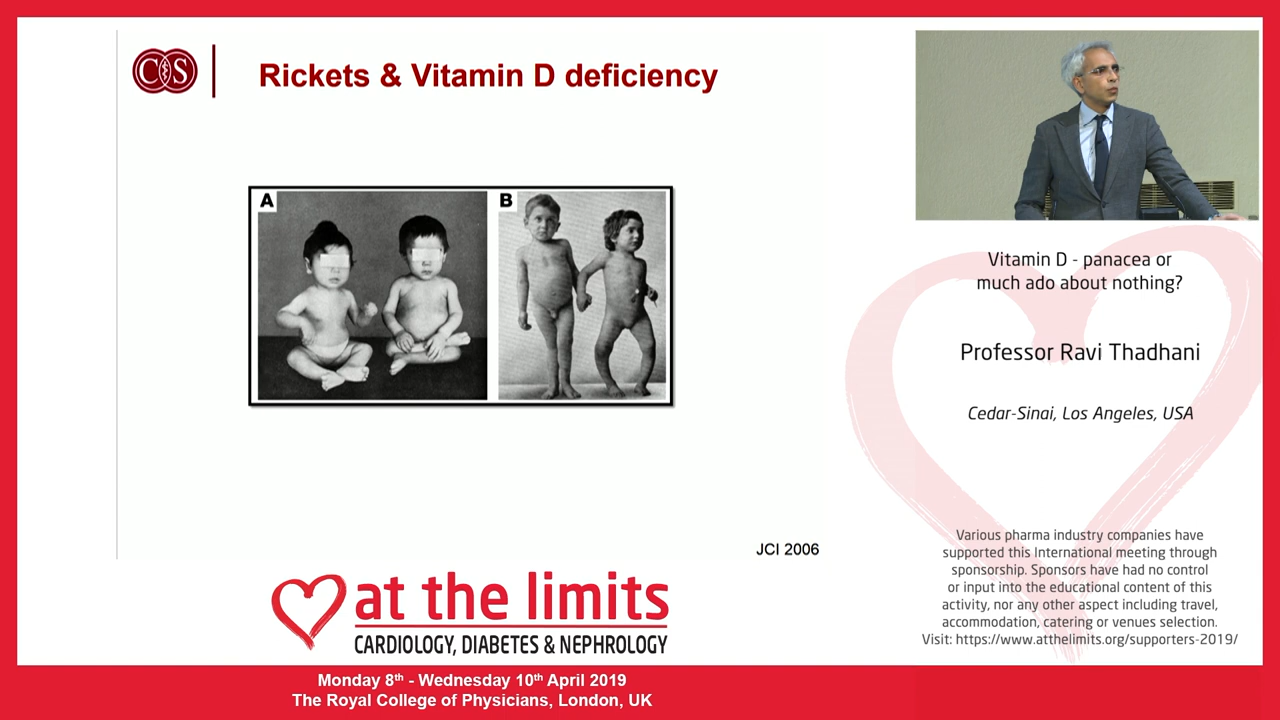 CS
Rickets & Vitamin D deficiency
A
B
JCI 2006
at the limits
CARDIOLOGY, DIABETES & NEPHROLOGY
Monday 8th - Wednesday 10th April 2019
The Royal College of Physicians, London, UK
Vitamin D - panacea or
much ado about nothing?
Professor Ravi Thadhani
Cedar-Sinai, Los Angeles, USA
Various pharma industry companies have
supported this International meeting through
sponsorship. Sponsors have had no control
or input into the educational content of this
activity, nor any other aspect including travel,
accommodation, catering or venues selection.
Visit: https://www.atthelimits.org/supporters-2019/